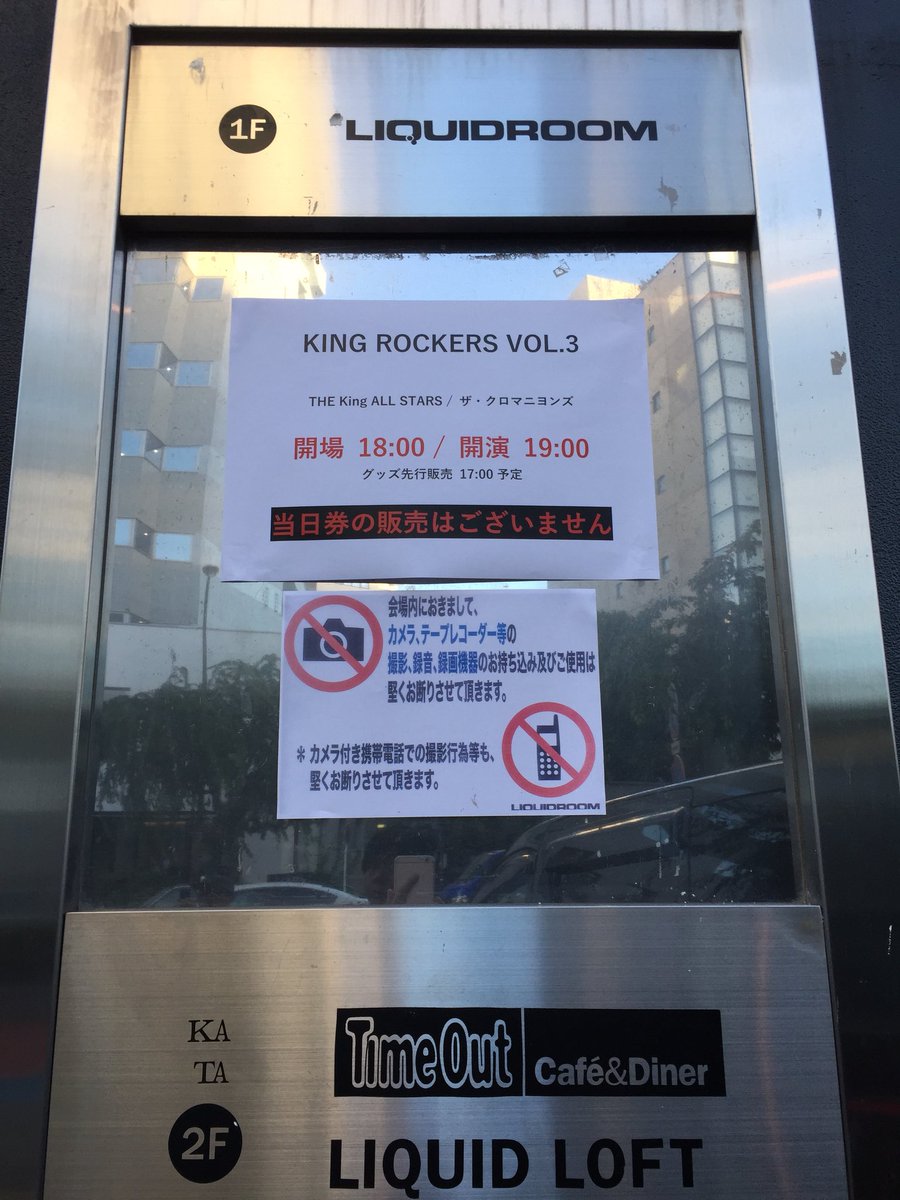 1F LIQUIDROOM
KING ROCKERS VOL.3
THE King ALL STARS / ザ・クロマニヨンズ
開場 18:00 / 開演 19:00
グッズ先行販売 17:00 予定
当日券の販売はございません
会場内におきまして、
カメラ、テープレコーダー等の
撮影、録音、録画機器のお持ち込み及びご使用は
堅くお断りさせて頂きます。
＊ カメラ付き携帯電話での撮影行為等も、
堅くお断りさせて頂きます。
LIQUIDROOM
KA
TA
TimeOut Café&Diner
2F LIQUID LOFT